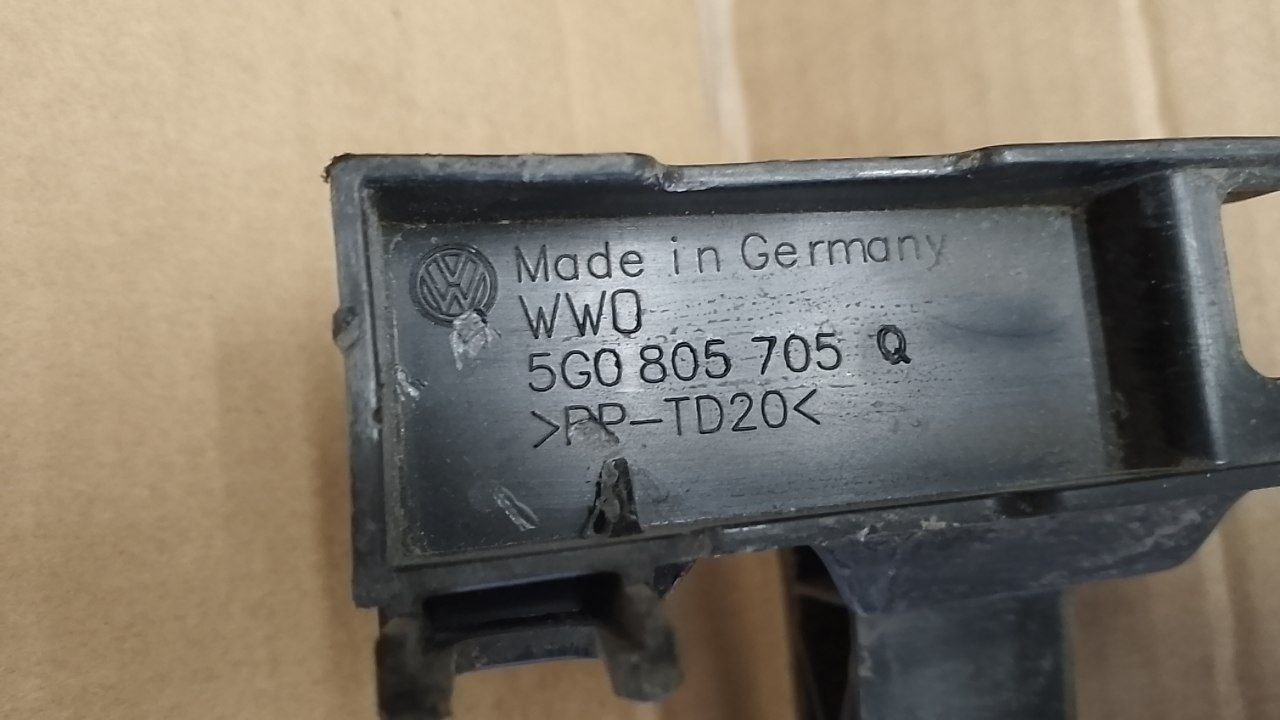 Made in Germany
WWO
5G0 805 705 Q
>PP-TD20<